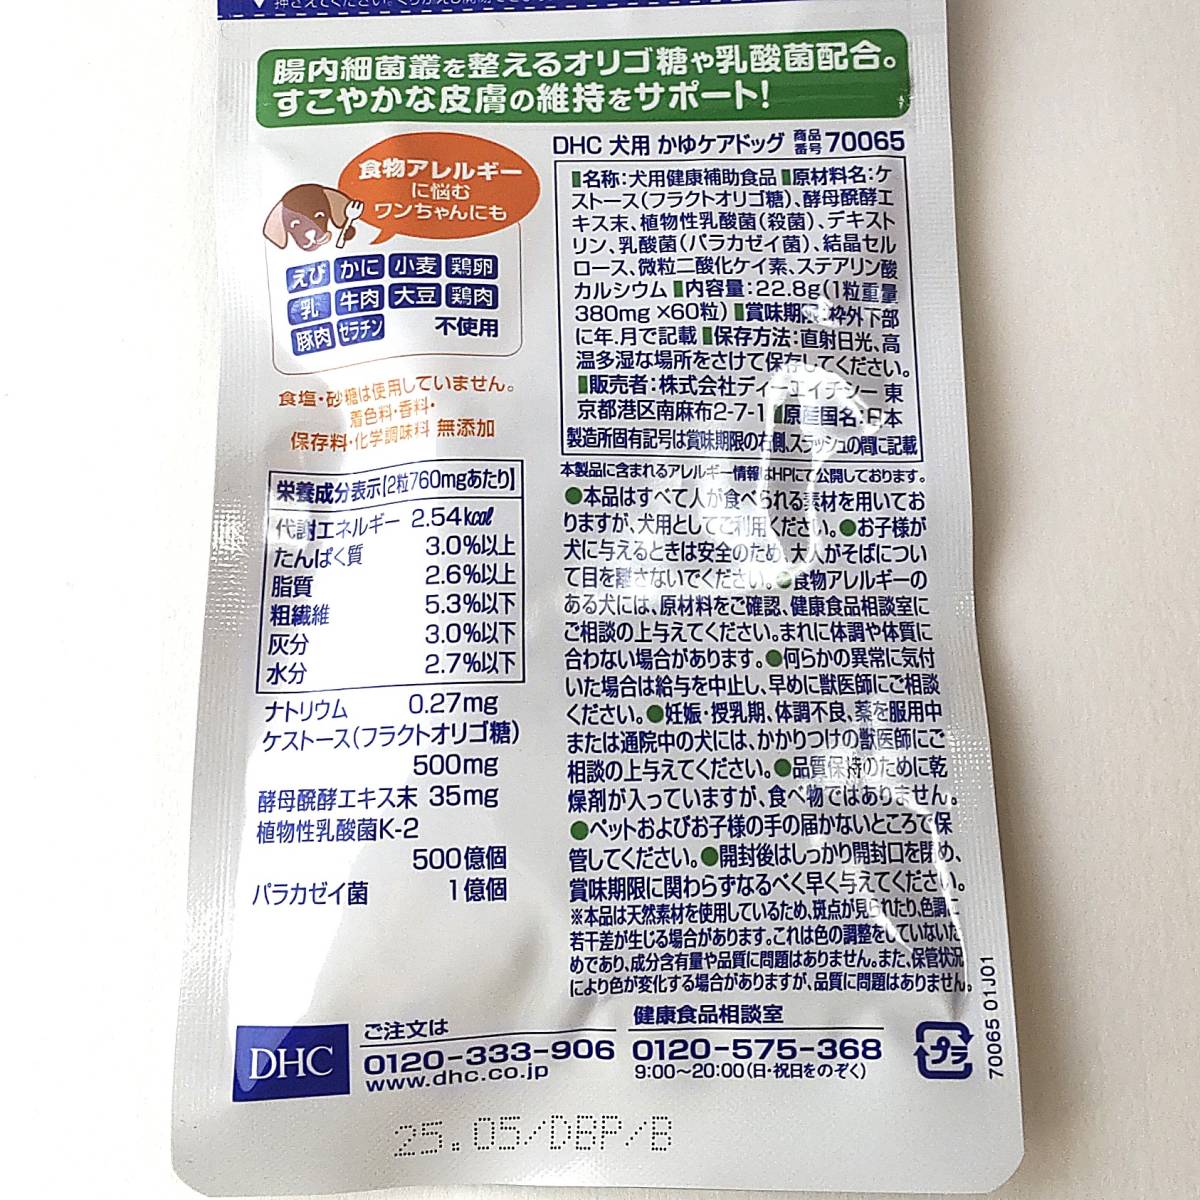 腸内細菌叢を整えるオリゴ糖や乳酸菌配合。
すこやかな皮膚の維持をサポート!
食物アレルギー
に悩む
ワンちゃんにも
えび かに 小麦 鶏卵
乳 牛肉 大豆 鶏肉
豚肉 ゼラチン 不使用
食塩・砂糖は使用していません。
着色料・香料・
保存料・化学調味料 無添加
栄養成分表示[2粒760mgあたり]
代謝エネルギー 2.54kcal
たんぱく質 3.0%以上
脂質 2.6%以上
粗繊維 5.3%以下
灰分 3.0%以下
水分 2.7%以下
ナトリウム 0.27mg
ケストース(フラクトオリゴ糖)
500mg
酵母醗酵エキス末 35mg
植物性乳酸菌K-2
500億個
パラカゼイ菌 1億個
DHC 犬用 かゆケアドッグ 商品番号 70065
■名称:犬用健康補助食品 ■原材料名:ケ
ストース(フラクトオリゴ糖)、酵母醗酵エ
キス末、植物性乳酸菌(殺菌)、デキスト
リン、乳酸菌(パラカゼイ菌)、結晶セル
ロース、微粒二酸化ケイ素、ステアリン酸
カルシウム ■内容量:22.8g(1粒重量
380mg×60粒) ■賞味期限:枠外下部
に年.月で記載 ■保存方法:直射日光、高
温多湿な場所をさけて保存してください。
■販売者:株式会社ディーエイチシー 東
京都港区南麻布2-7-1 ■原産国名:日本
製造所固有記号は賞味期限の右側、スラッシュの間に記載
本製品に含まれるアレルギー情報はHPにて公開しております。
●本品はすべて人が食べられる素材を用いてお
りますが、犬用としてご利用ください。●お子様が
犬に与えるときは安全のため、大人がそばについ
て目を離さないでください。●食物アレルギーの
ある犬には、原材料をご確認、健康食品相談室に
ご相談の上与えてください。まれに体調や体質に
合わない場合があります。●何らかの異常に気付
いた場合は給与を中止し、早めに獣医師にご相談
ください。●妊娠・授乳期、体調不良、薬を服用中
または通院中の犬には、かかりつけの獣医師にご
相談の上与えてください。●品質保持のために乾
燥剤が入っていますが、食べ物ではありません。
●ペットおよびお子様の手の届かないところで保
管してください。●開封後はしっかり開封口を閉め、
賞味期限に関わらずなるべく早く与えてください。
※本品は天然素材を使用しているため、斑点が見られたり、色調に
若干差が生じる場合があります。これは色の調整をしていないた
めであり、成分含有量や品質に問題はありません。また、保管状況
により色が変化する場合がありますが、品質に問題はありません。
DHC
ご注文は
0120-333-906
www.dhc.co.jp
健康食品相談室
0120-575-368
9:00~20:00(日・祝日をのぞく)
プラ
70065 01J01
25.05/DBP/B